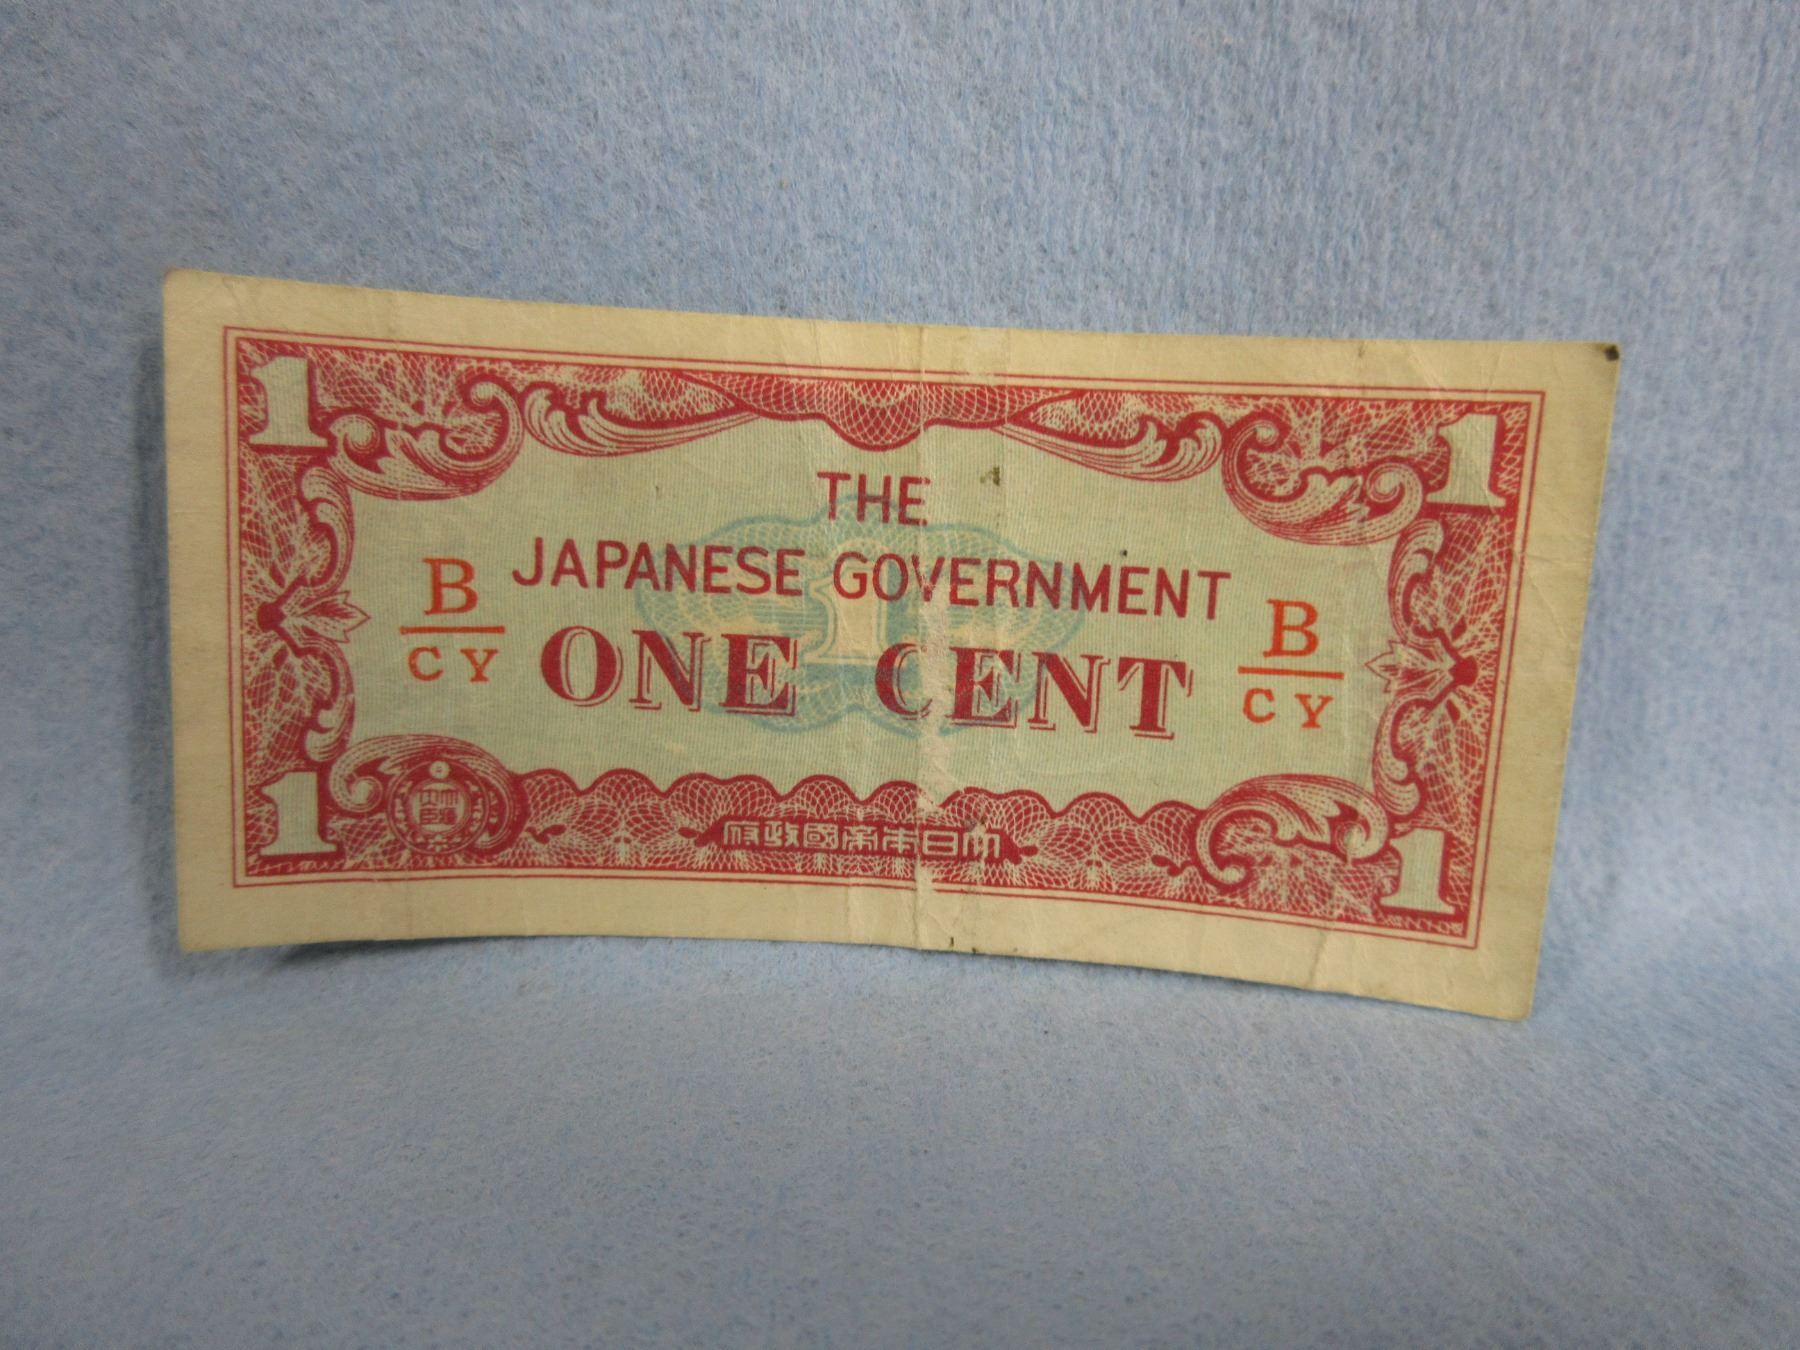 1 1
THE
JAPANESE GOVERNMENT
B B
CY CY
ONE CENT
府政國帝本日大
1 1